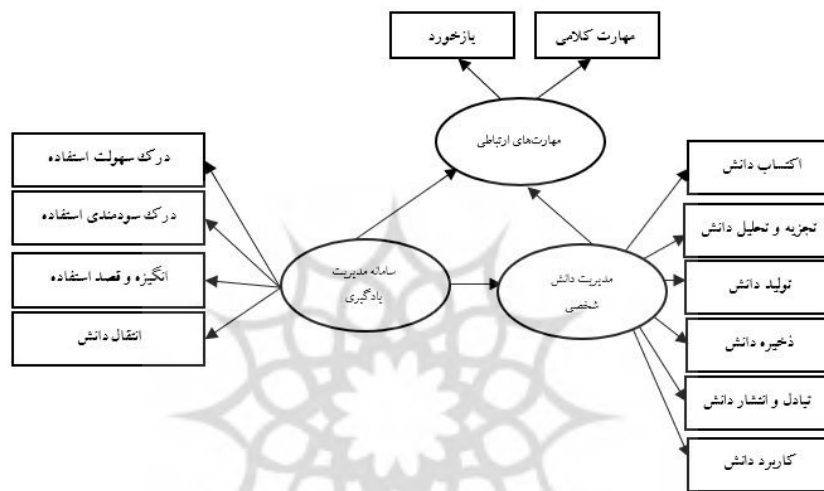 مهارت کلامی
بازخورد
مهارت‌های ارتباطی
درک سهولت استفاده
درک سودمندی استفاده
انگیزه و قصد استفاده
انتقال دانش
سامانه مدیریت
یادگیری
مدیریت دانش
شخصی
اکتساب دانش
تجزیه و تحلیل دانش
تولید دانش
ذخیره دانش
تبادل و انتشار دانش
کاربرد دانش